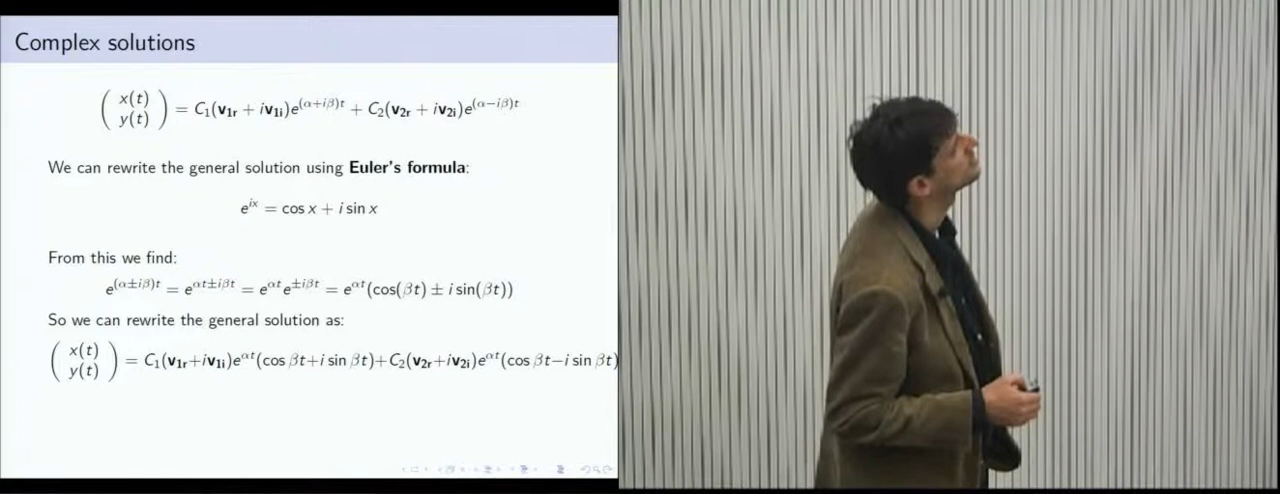 Complex solutions
( x(t) y(t) ) = C₁(v₁ᵣ + iv₁ᵢ)e^{(α+iβ)t} + C₂(v₂ᵣ + iv₂ᵢ)e^{(α−iβ)t}
We can rewrite the general solution using Euler's formula:
e^{ix} = cos x + i sin x
From this we find:
e^{(α±iβ)t} = e^{αt±iβt} = e^{αt}e^{±iβt} = e^{αt}(cos(βt) ± i sin(βt))
So we can rewrite the general solution as:
( x(t) y(t) ) = C₁(v₁ᵣ+iv₁ᵢ)e^{αt}(cos βt+i sin βt)+C₂(v₂ᵣ+iv₂ᵢ)e^{αt}(cos βt−i sin βt)